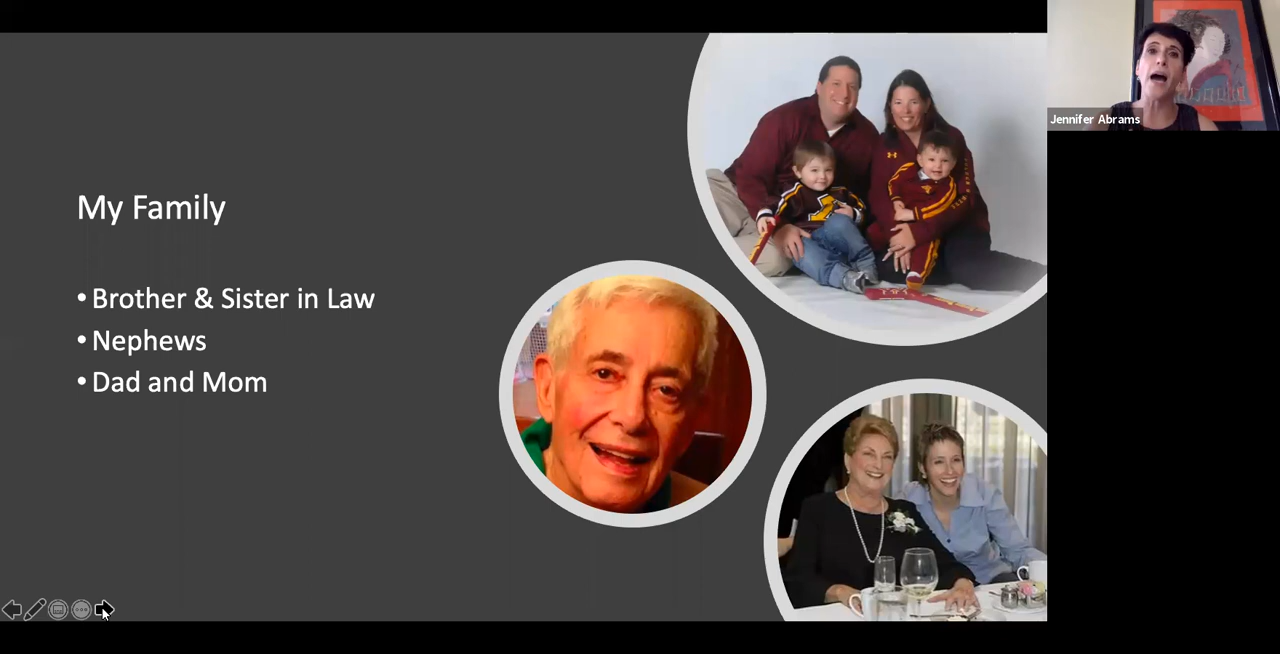 My Family
• Brother & Sister in Law
• Nephews
• Dad and Mom
Jennifer Abrams